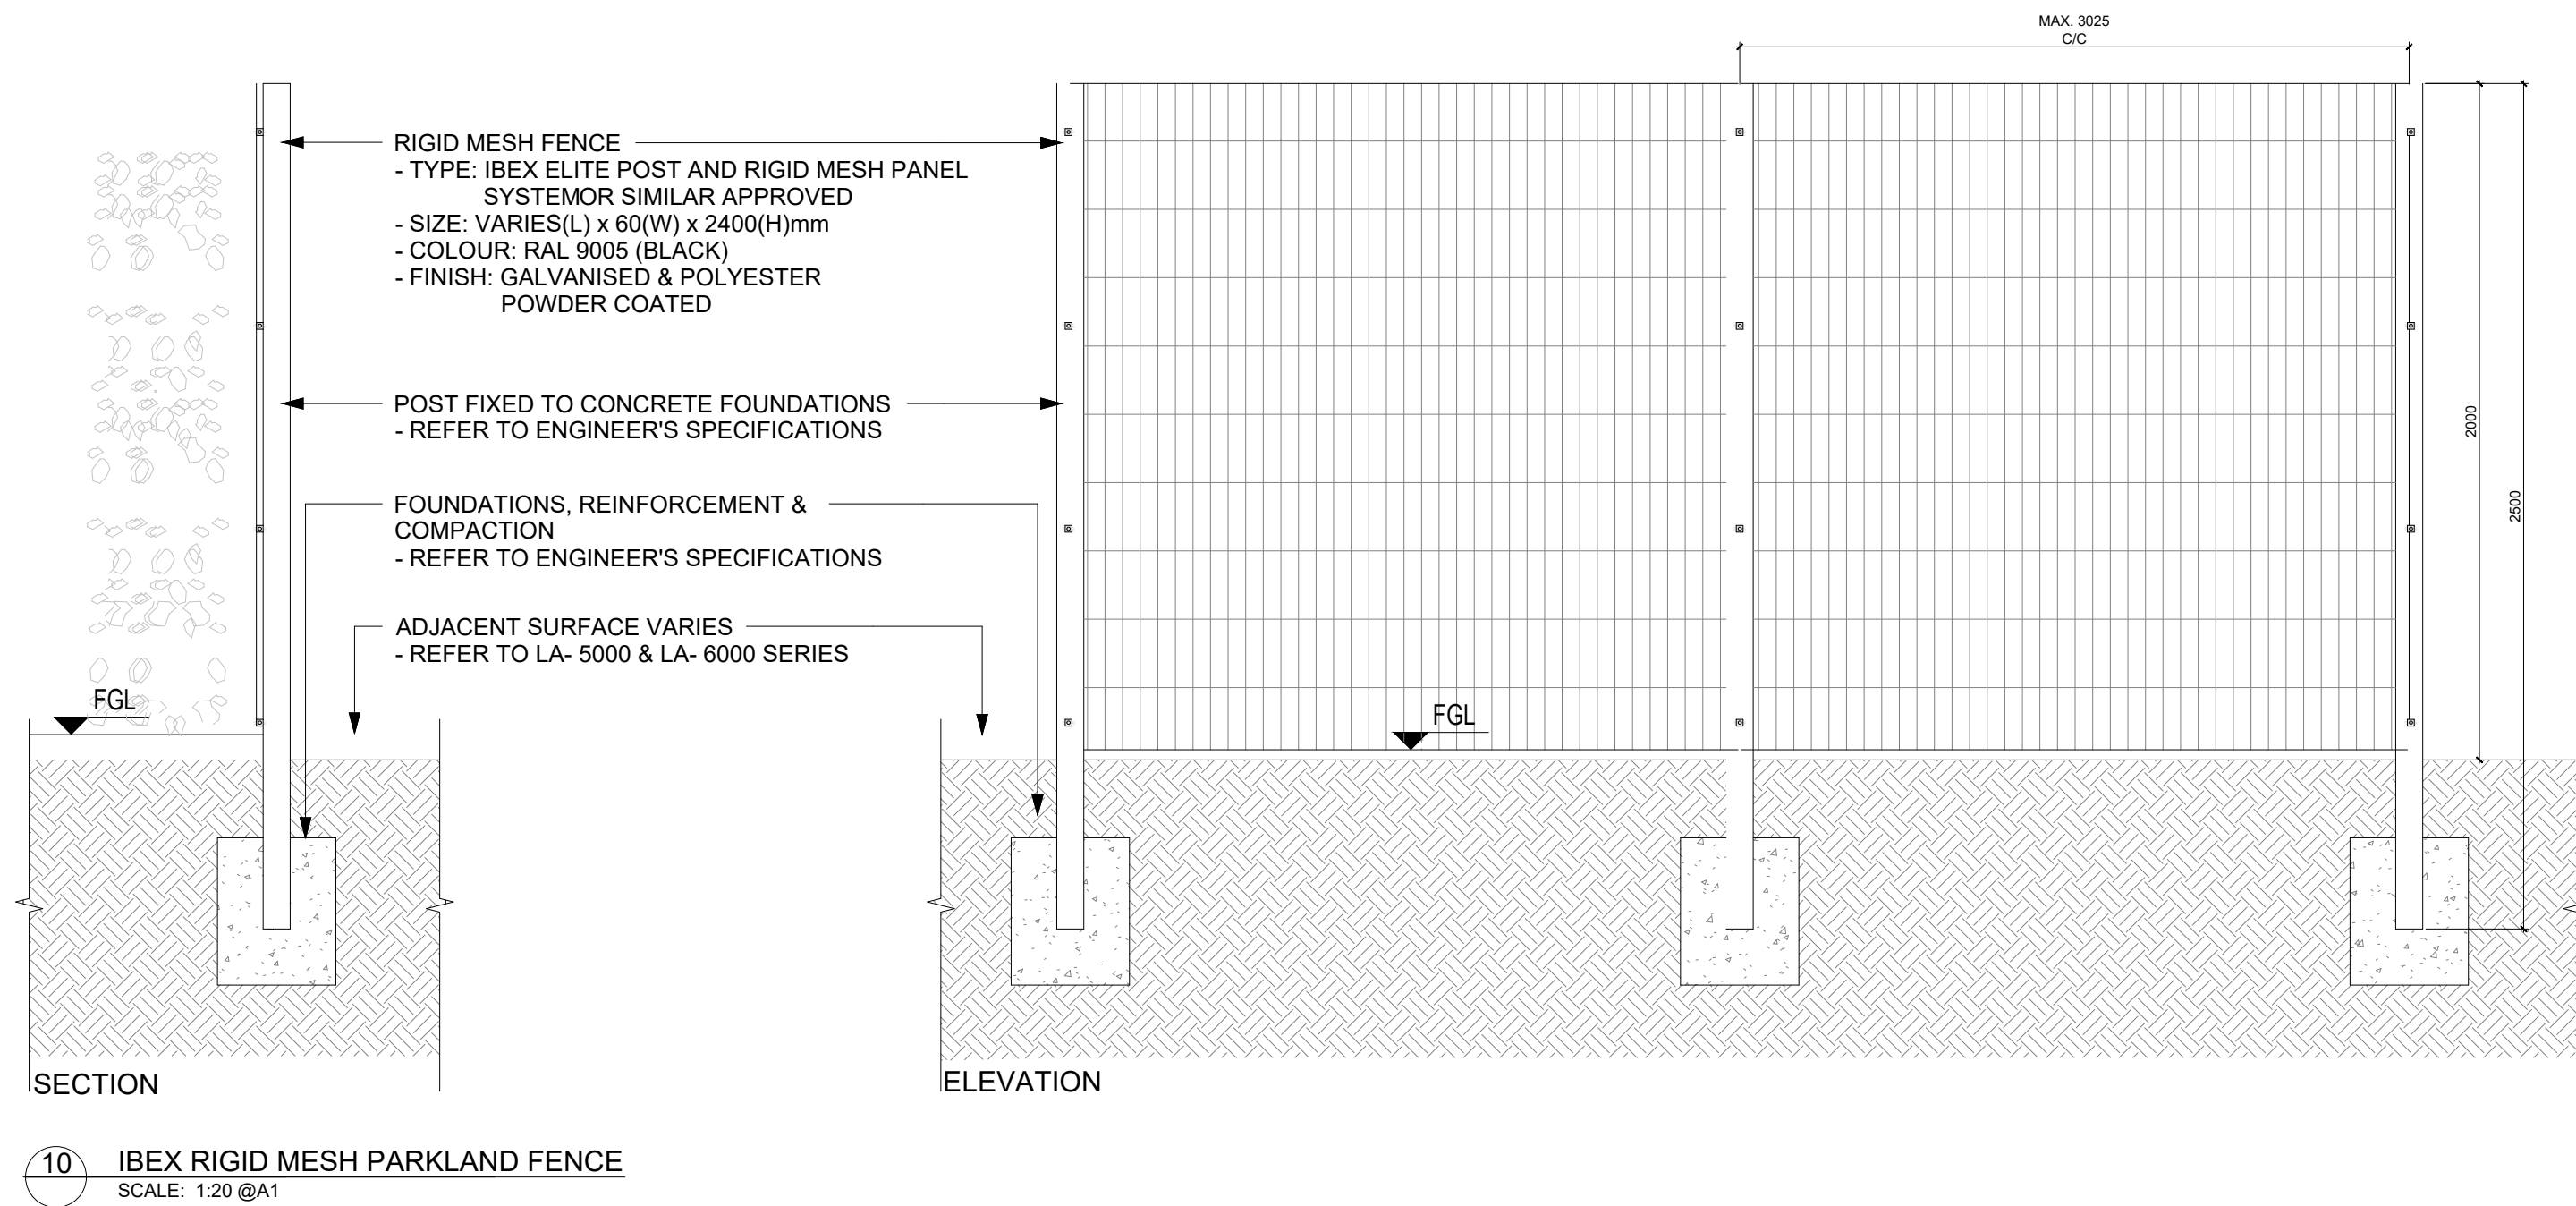 MAX. 3025
C/C
RIGID MESH FENCE
- TYPE: IBEX ELITE POST AND RIGID MESH PANEL
SYSTEMOR SIMILAR APPROVED
- SIZE: VARIES(L) x 60(W) x 2400(H)mm
- COLOUR: RAL 9005 (BLACK)
- FINISH: GALVANISED & POLYESTER
POWDER COATED
POST FIXED TO CONCRETE FOUNDATIONS
- REFER TO ENGINEER'S SPECIFICATIONS
FOUNDATIONS, REINFORCEMENT &
COMPACTION
- REFER TO ENGINEER'S SPECIFICATIONS
ADJACENT SURFACE VARIES
- REFER TO LA- 5000 & LA- 6000 SERIES
FGL
FGL
2000
2500
SECTION
ELEVATION
10
IBEX RIGID MESH PARKLAND FENCE
SCALE: 1:20 @A1